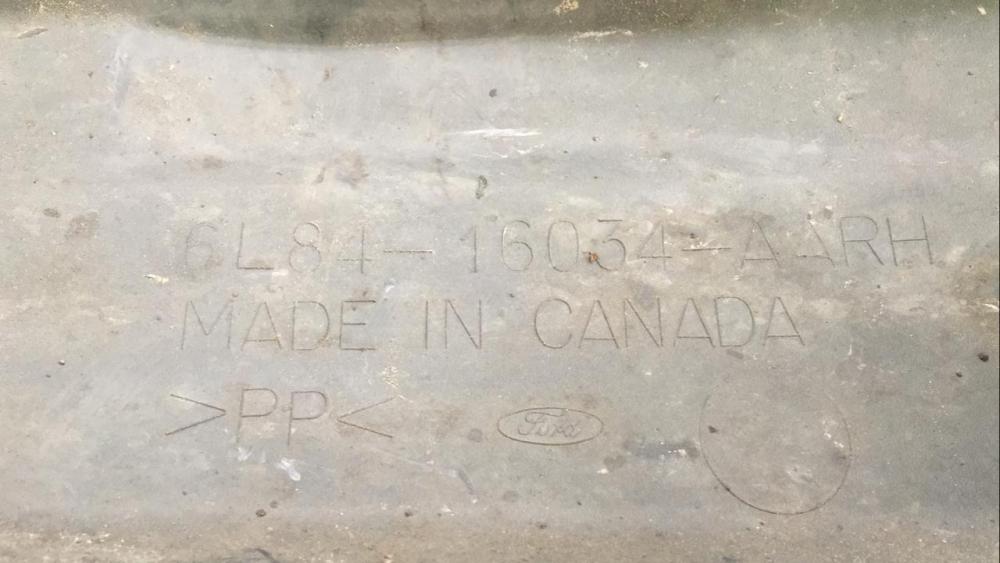 6L84-16034-AARH
MADE IN CANADA
>PP<
Ford